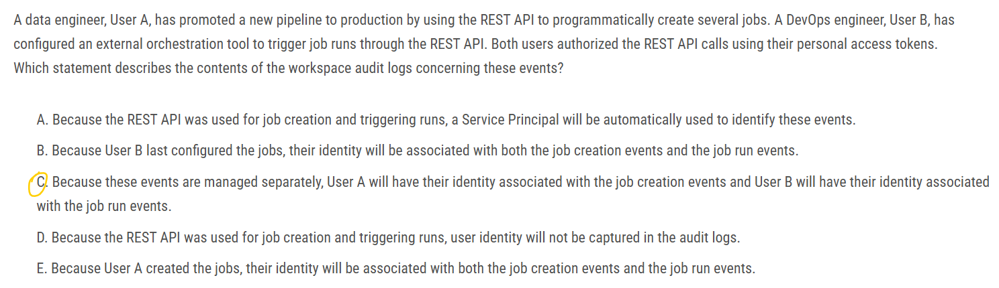 A data engineer, User A, has promoted a new pipeline to production by using the REST API to programmatically create several jobs. A DevOps engineer, User B, has
configured an external orchestration tool to trigger job runs through the REST API. Both users authorized the REST API calls using their personal access tokens.
Which statement describes the contents of the workspace audit logs concerning these events?
A. Because the REST API was used for job creation and triggering runs, a Service Principal will be automatically used to identify these events.
B. Because User B last configured the jobs, their identity will be associated with both the job creation events and the job run events.
C. Because these events are managed separately, User A will have their identity associated with the job creation events and User B will have their identity associated
with the job run events.
D. Because the REST API was used for job creation and triggering runs, user identity will not be captured in the audit logs.
E. Because User A created the jobs, their identity will be associated with both the job creation events and the job run events.